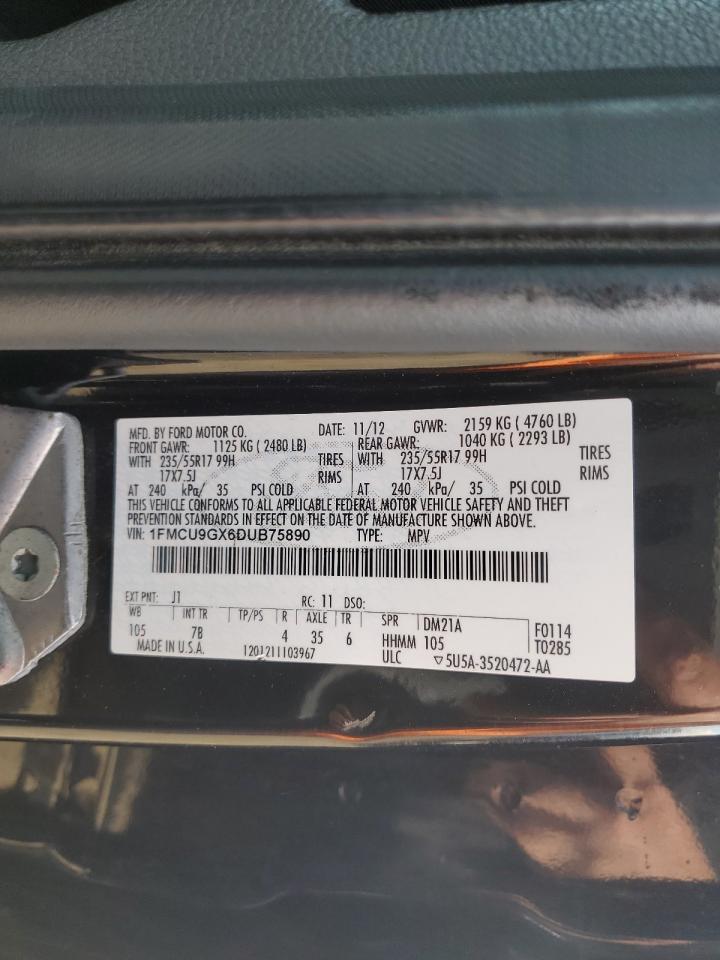 MFD. BY FORD MOTOR CO. DATE: 11/12 GVWR: 2159 KG ( 4760 LB)
FRONT GAWR: 1125 KG ( 2480 LB) REAR GAWR: 1040 KG ( 2293 LB)
WITH 235/55R17 99H TIRES WITH 235/55R17 99H TIRES
17X7.5J RIMS 17X7.5J RIMS
AT 240 kPa/ 35 PSI COLD AT 240 kPa/ 35 PSI COLD
THIS VEHICLE CONFORMS TO ALL APPLICABLE FEDERAL MOTOR VEHICLE SAFETY AND THEFT
PREVENTION STANDARDS IN EFFECT ON THE DATE OF MANUFACTURE SHOWN ABOVE.
VIN: 1FMCU9GX6DUB75890 TYPE: MPV
EXT PNT: J1 RC: 11 DSO:
WB INT TR TP/PS R AXLE TR SPR DM21A F0114
105 7B 4 35 6 HHMM 105 T0285
MADE IN U.S.A. 1201211103967 ULC ▽5U5A-3520472-AA